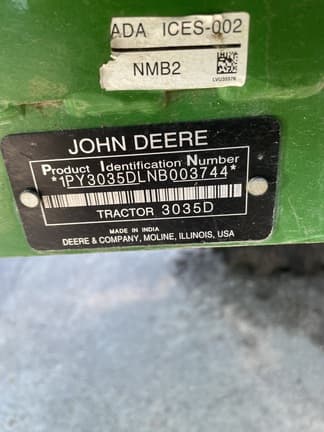 ADA ICES-002
NMB2
LVU35576
JOHN DEERE
Product Identification Number
*1PY3035DLNB003744*
TRACTOR 3035D
MADE IN INDIA
DEERE & COMPANY, MOLINE, ILLINOIS, USA